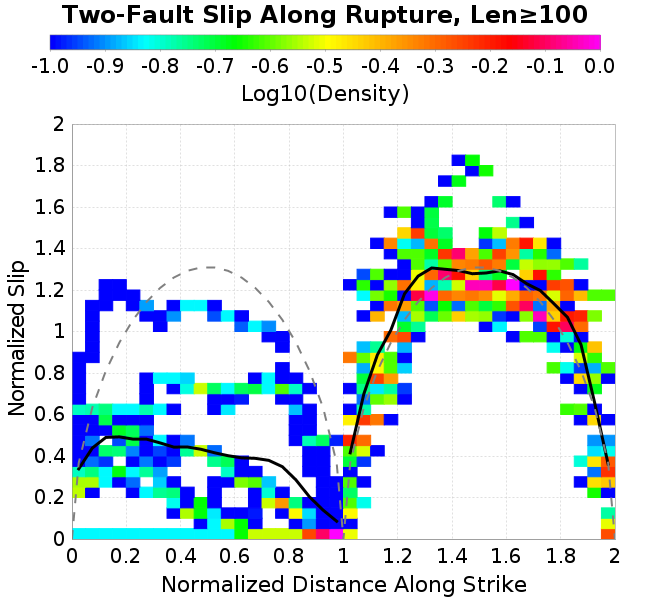 Two-Fault Slip Along Rupture, Len≥100
-1.0 -0.9 -0.8 -0.7 -0.6 -0.5 -0.4 -0.3 -0.2 -0.1 0.0
Log10(Density)
2
1.8
1.6
1.4
1.2
1
0.8
0.6
0.4
0.2
0
Normalized Slip
0 0.2 0.4 0.6 0.8 1 1.2 1.4 1.6 1.8 2
Normalized Distance Along Strike